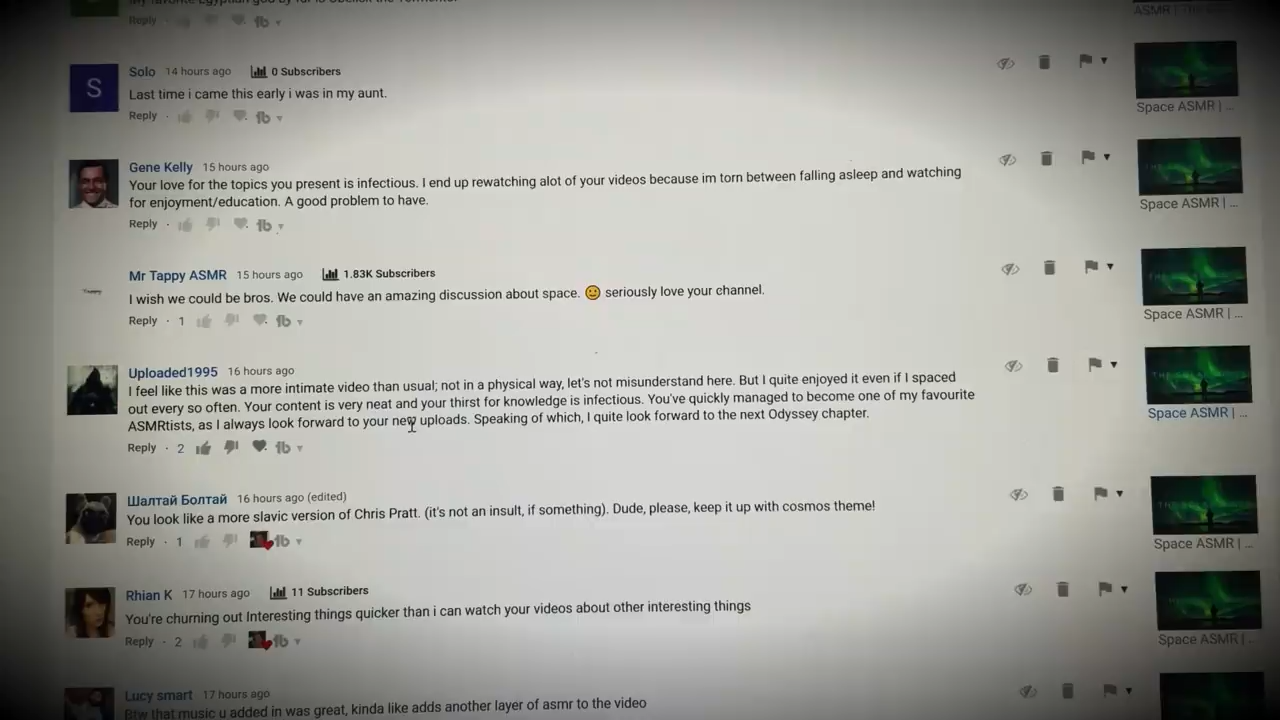 Reply ·
ASMR | The
Solo 14 hours ago 0 Subscribers
Last time i came this early i was in my aunt.
Reply ·
S
Space ASMR | ...
Gene Kelly 15 hours ago
Your love for the topics you present is infectious. I end up rewatching alot of your videos because im torn between falling asleep and watching
for enjoyment/education. A good problem to have.
Reply ·
Space ASMR | ...
Mr Tappy ASMR 15 hours ago 1.83K Subscribers
I wish we could be bros. We could have an amazing discussion about space. 🙂 seriously love your channel.
Reply · 1
Tappy
Space ASMR | ...
Uploaded1995 16 hours ago
I feel like this was a more intimate video than usual; not in a physical way, let's not misunderstand here. But I quite enjoyed it even if I spaced
out every so often. Your content is very neat and your thirst for knowledge is infectious. You've quickly managed to become one of my favourite
ASMRtists, as I always look forward to your new uploads. Speaking of which, I quite look forward to the next Odyssey chapter.
Reply · 2
Space ASMR | ...
Шалтай Болтай 16 hours ago (edited)
You look like a more slavic version of Chris Pratt. (it's not an insult, if something). Dude, please, keep it up with cosmos theme!
Reply · 1
Space ASMR | ...
Rhian K 17 hours ago 11 Subscribers
You're churning out Interesting things quicker than i can watch your videos about other interesting things
Reply · 2
Space ASMR | ...
Lucy smart 17 hours ago
Btw that music u added in was great, kinda like adds another layer of asmr to the video